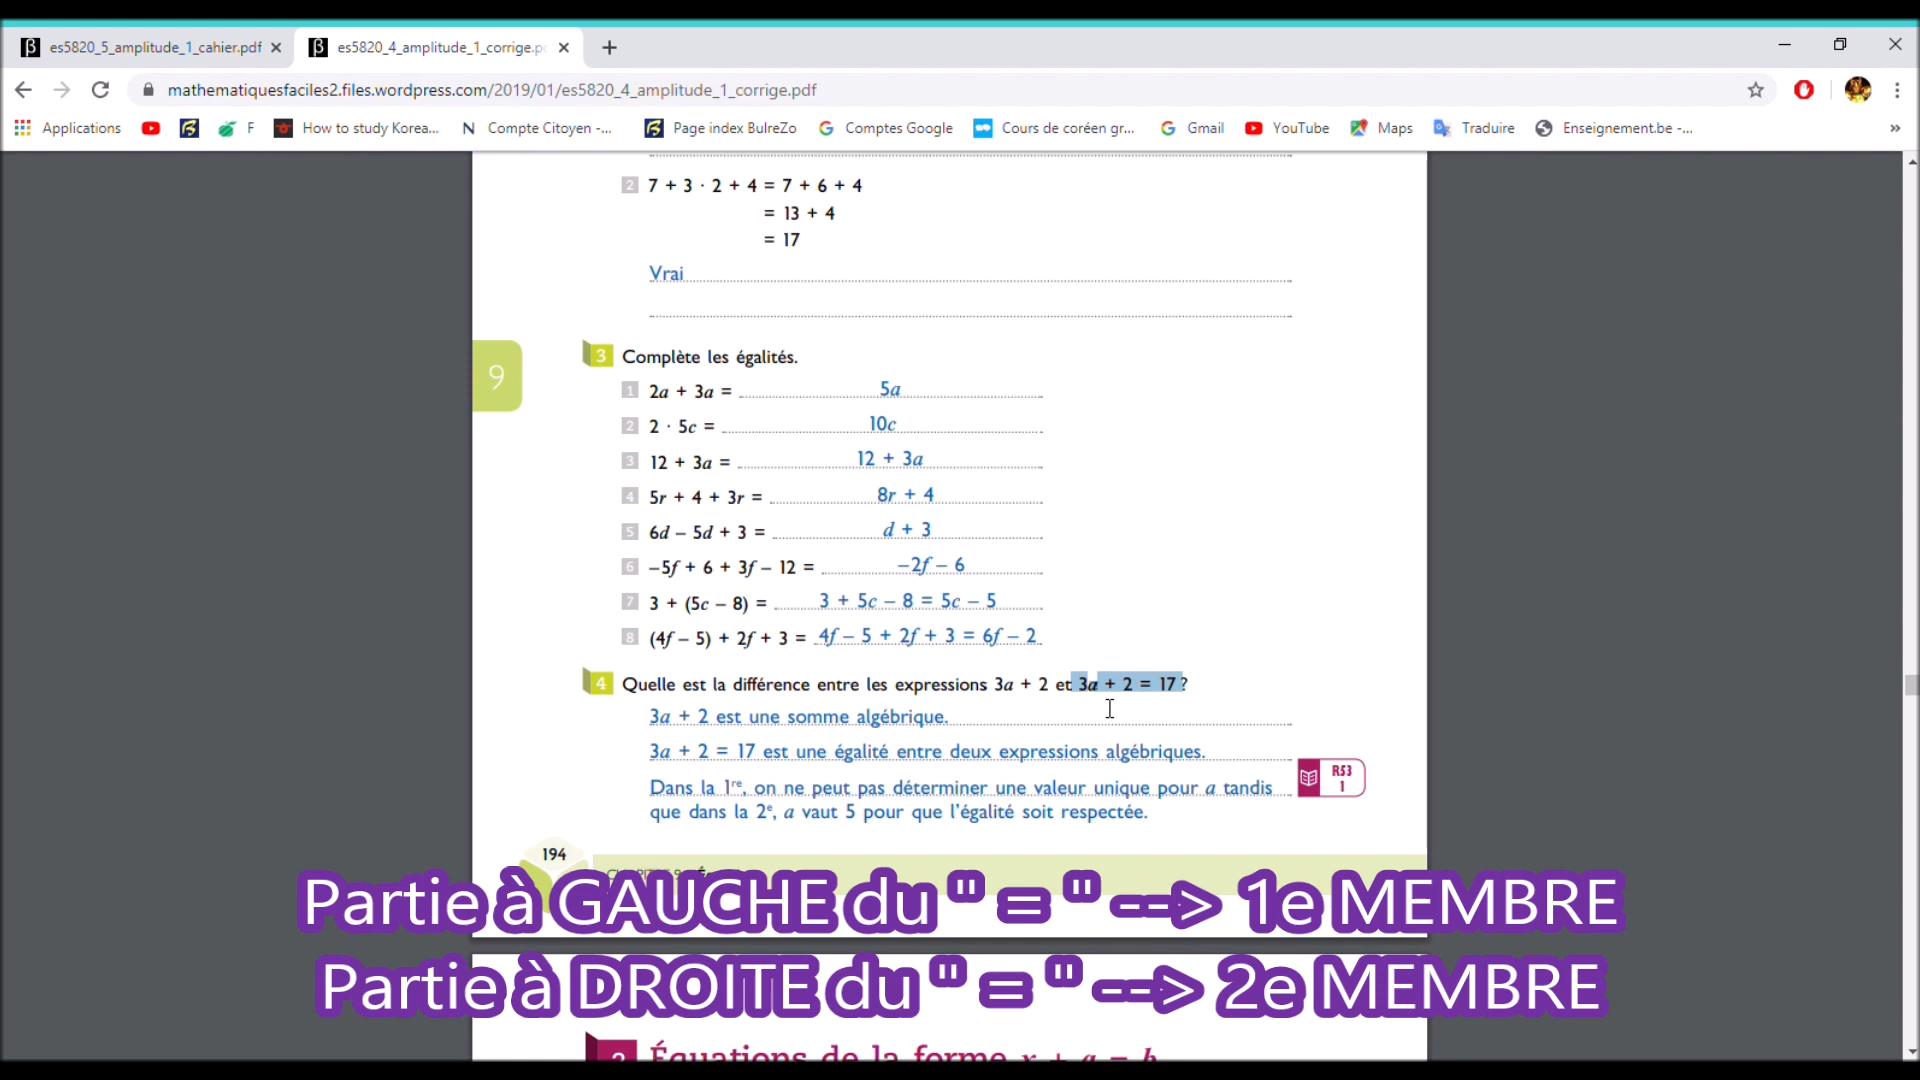 es5820_5_amplitude_1_cahier.pdf
es5820_4_amplitude_1_corrige.pd
mathematiquesfaciles2.files.wordpress.com/2019/01/es5820_4_amplitude_1_corrige.pdf
Applications F How to study Korea... Compte Citoyen -... Page index BulreZo Comptes Google Cours de coréen gr... Gmail YouTube Maps Traduire Enseignement.be -... »
2 7 + 3 · 2 + 4 = 7 + 6 + 4
= 13 + 4
= 17
Vrai
9
3 Complète les égalités.
1 2a + 3a = 5a
2 2 · 5c = 10c
3 12 + 3a = 12 + 3a
4 5r + 4 + 3r = 8r + 4
5 6d – 5d + 3 = d + 3
6 –5f + 6 + 3f – 12 = –2f – 6
7 3 + (5c – 8) = 3 + 5c – 8 = 5c – 5
8 (4f – 5) + 2f + 3 = 4f – 5 + 2f + 3 = 6f – 2
4 Quelle est la différence entre les expressions 3a + 2 et 3a + 2 = 17 ?
3a + 2 est une somme algébrique.
3a + 2 = 17 est une égalité entre deux expressions algébriques.
R53
1
Dans la 1re, on ne peut pas déterminer une valeur unique pour a tandis
que dans la 2e, a vaut 5 pour que l'égalité soit respectée.
194
Partie à GAUCHE du " = " --> 1e MEMBRE
Partie à DROITE du " = " --> 2e MEMBRE
2 Équations de la forme x + a = b